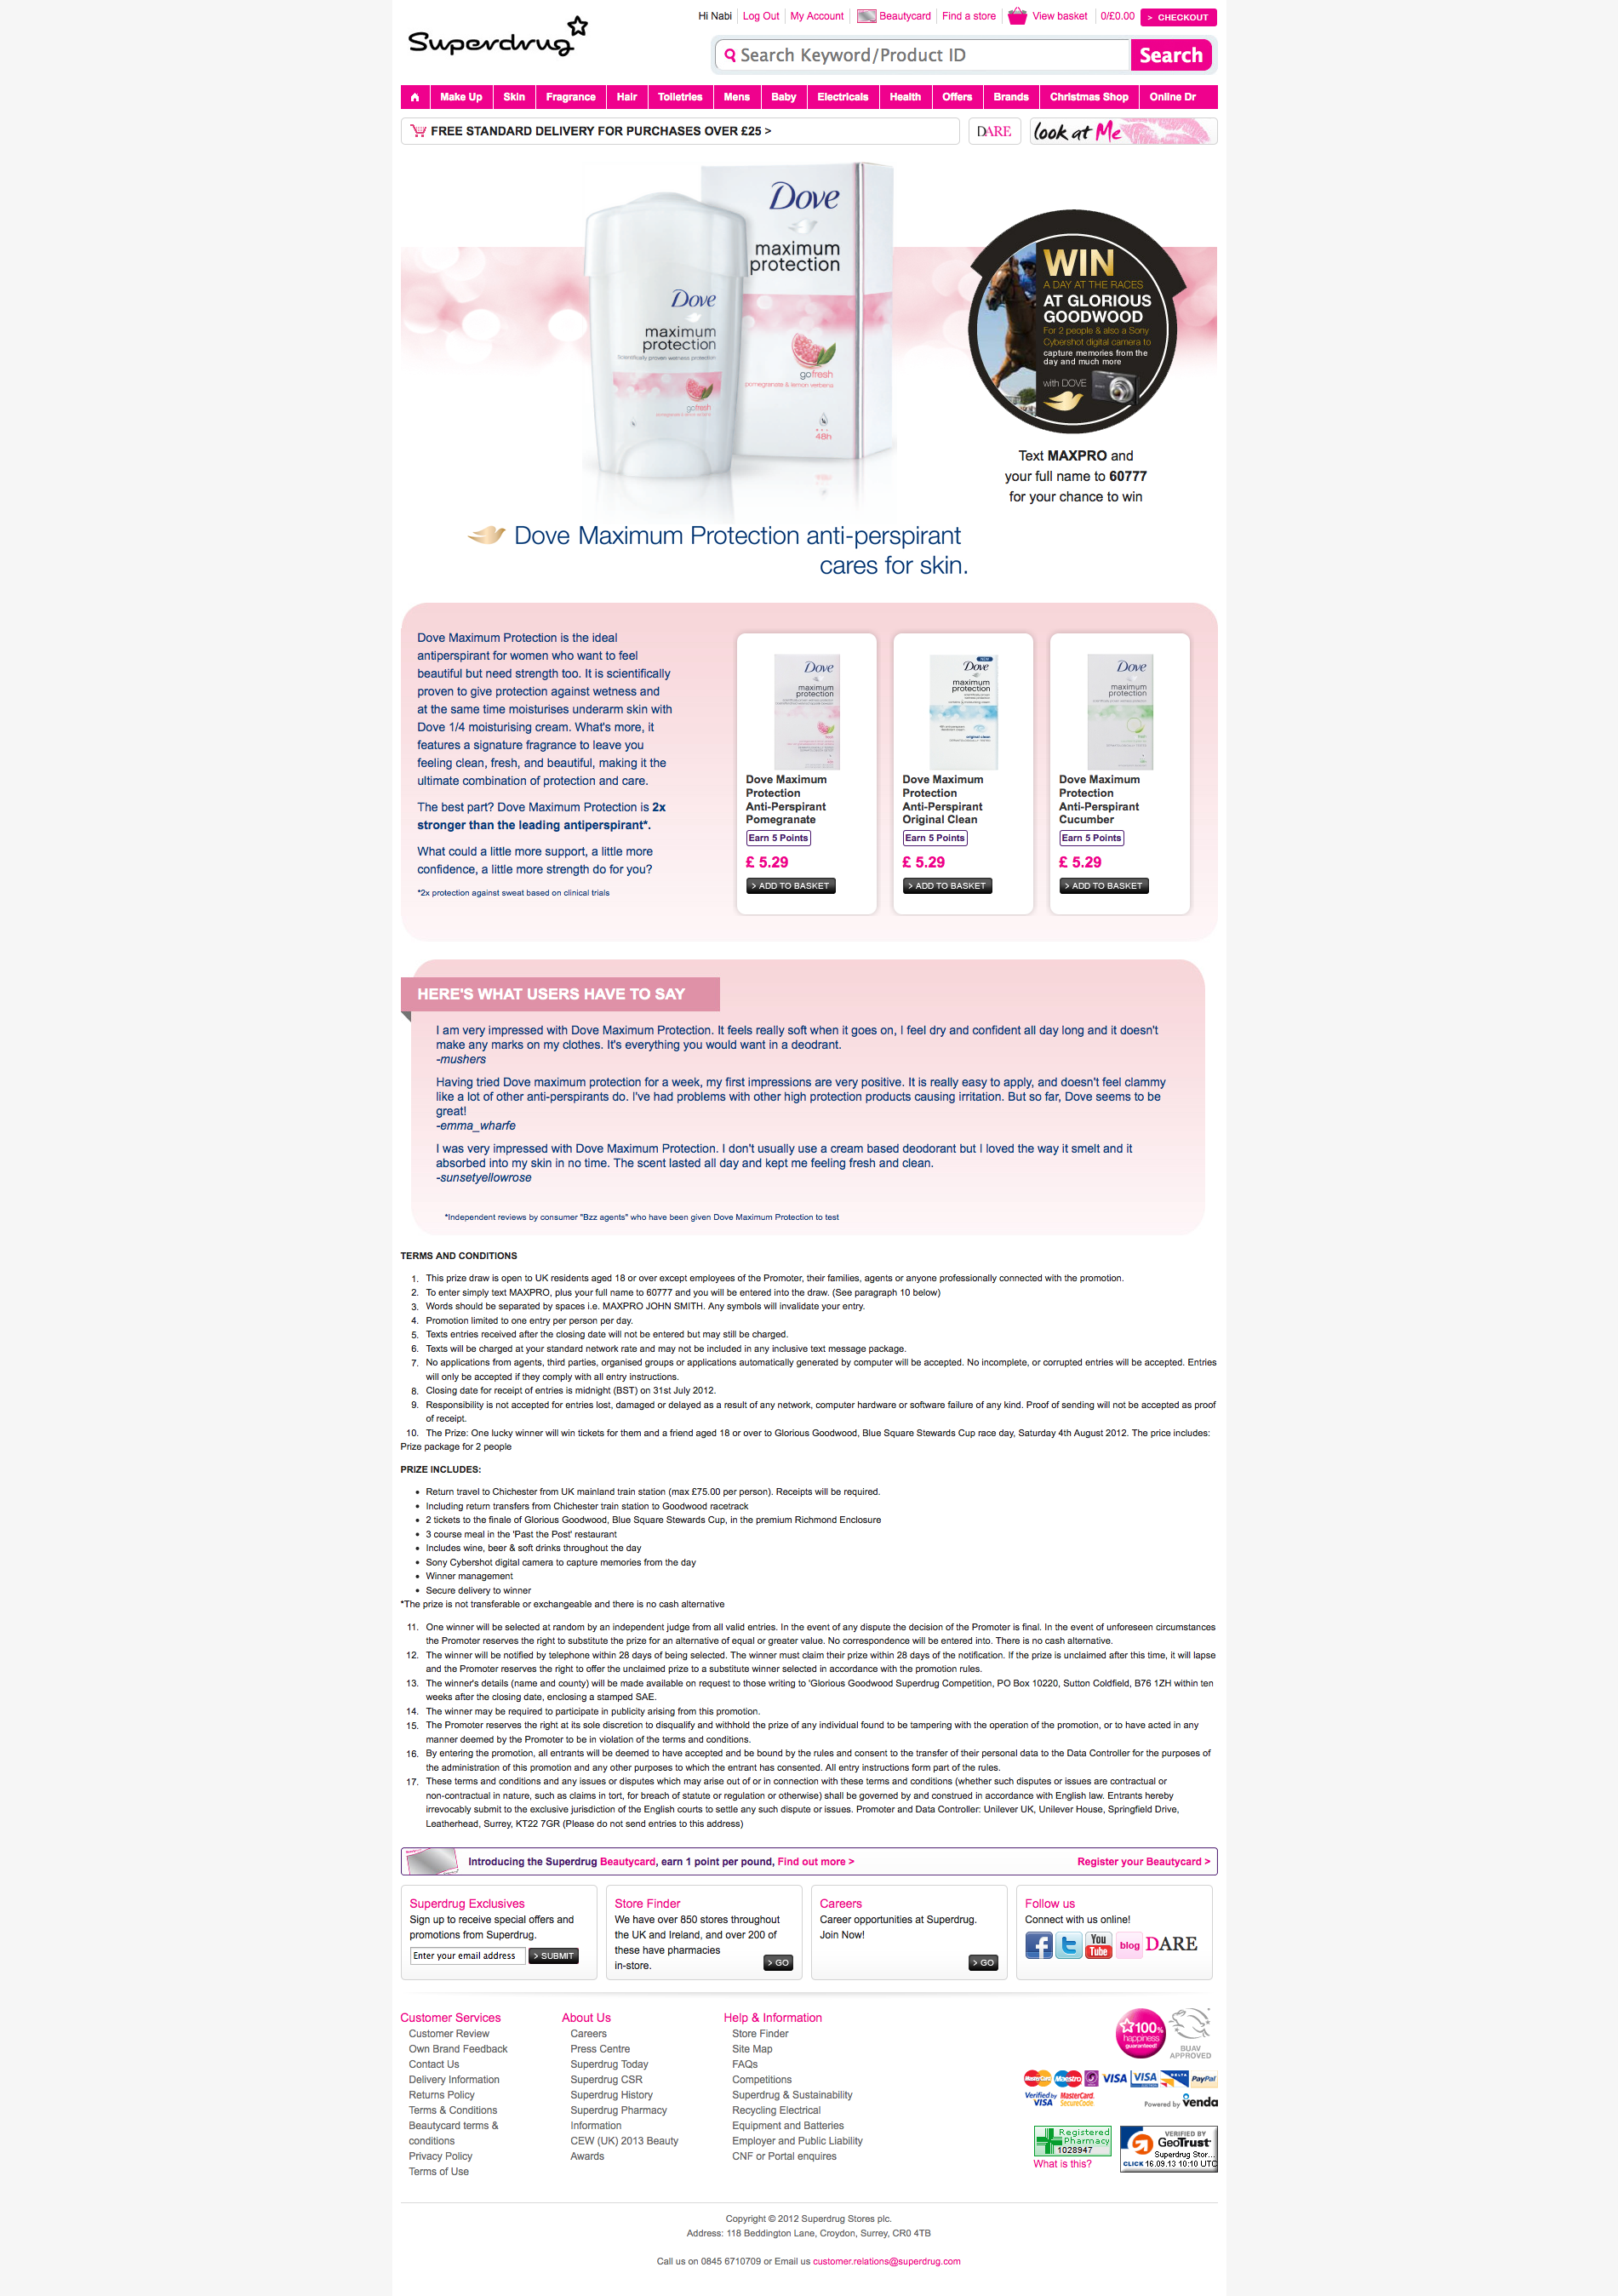 Superdrug
Hi Nabi
Log Out
My Account
Beautycard
Find a store
View basket
0/£0.00
> CHECKOUT
Search Keyword/Product ID
Search
Make Up
Skin
Fragrance
Hair
Toiletries
Mens
Baby
Electricals
Health
Offers
Brands
Christmas Shop
Online Dr
FREE STANDARD DELIVERY FOR PURCHASES OVER £25 >
DARE
look at Me
Dove
maximum
protection
gofresh
pomegranate & lemon verbena
48h
Dove
maximum
protection
Scientifically proven wetness protection
gofresh
WIN
A DAY AT THE RACES
AT GLORIOUS
GOODWOOD
For 2 people & also a Sony
Cybershot digital camera to
capture memories from the
day and much more
with DOVE
Text MAXPRO and
your full name to 60777
for your chance to win
Dove Maximum Protection anti-perspirant
cares for skin.
Dove Maximum Protection is the ideal
antiperspirant for women who want to feel
beautiful but need strength too. It is scientifically
proven to give protection against wetness and
at the same time moisturises underarm skin with
Dove 1/4 moisturising cream. What's more, it
features a signature fragrance to leave you
feeling clean, fresh, and beautiful, making it the
ultimate combination of protection and care.
The best part? Dove Maximum Protection is 2x
stronger than the leading antiperspirant*.
What could a little more support, a little more
confidence, a little more strength do for you?
*2x protection against sweat based on clinical trials
Dove
maximum
protection
Dove Maximum
Protection
Anti-Perspirant
Pomegranate
Earn 5 Points
£ 5.29
> ADD TO BASKET
Dove
maximum
protection
original clean
Dove Maximum
Protection
Anti-Perspirant
Original Clean
Earn 5 Points
£ 5.29
> ADD TO BASKET
Dove
maximum
protection
Dove Maximum
Protection
Anti-Perspirant
Cucumber
Earn 5 Points
£ 5.29
> ADD TO BASKET
HERE'S WHAT USERS HAVE TO SAY
I am very impressed with Dove Maximum Protection. It feels really soft when it goes on, I feel dry and confident all day long and it doesn't
make any marks on my clothes. It's everything you would want in a deodrant.
-mushers
Having tried Dove maximum protection for a week, my first impressions are very positive. It is really easy to apply, and doesn't feel clammy
like a lot of other anti-perspirants do. I've had problems with other high protection products causing irritation. But so far, Dove seems to be
great!
-emma_wharfe
I was very impressed with Dove Maximum Protection. I don't usually use a cream based deodorant but I loved the way it smelt and it
absorbed into my skin in no time. The scent lasted all day and kept me feeling fresh and clean.
-sunsetyellowrose
*Independent reviews by consumer "Bzz agents" who have been given Dove Maximum Protection to test
TERMS AND CONDITIONS
1. This prize draw is open to UK residents aged 18 or over except employees of the Promoter, their families, agents or anyone professionally connected with the promotion.
2. To enter simply text MAXPRO, plus your full name to 60777 and you will be entered into the draw. (See paragraph 10 below)
3. Words should be separated by spaces i.e. MAXPRO JOHN SMITH. Any symbols will invalidate your entry.
4. Promotion limited to one entry per person per day.
5. Texts entries received after the closing date will not be entered but may still be charged.
6. Texts will be charged at your standard network rate and may not be included in any inclusive text message package.
7. No applications from agents, third parties, organised groups or applications automatically generated by computer will be accepted. No incomplete, or corrupted entries will be accepted. Entries
will only be accepted if they comply with all entry instructions.
8. Closing date for receipt of entries is midnight (BST) on 31st July 2012.
9. Responsibility is not accepted for entries lost, damaged or delayed as a result of any network, computer hardware or software failure of any kind. Proof of sending will not be accepted as proof
of receipt.
10. The Prize: One lucky winner will win tickets for them and a friend aged 18 or over to Glorious Goodwood, Blue Square Stewards Cup race day, Saturday 4th August 2012. The price includes:
Prize package for 2 people
PRIZE INCLUDES:
• Return travel to Chichester from UK mainland train station (max £75.00 per person). Receipts will be required.
• Including return transfers from Chichester train station to Goodwood racetrack
• 2 tickets to the finale of Glorious Goodwood, Blue Square Stewards Cup, in the premium Richmond Enclosure
• 3 course meal in the 'Past the Post' restaurant
• Includes wine, beer & soft drinks throughout the day
• Sony Cybershot digital camera to capture memories from the day
• Winner management
• Secure delivery to winner
*The prize is not transferable or exchangeable and there is no cash alternative
11. One winner will be selected at random by an independent judge from all valid entries. In the event of any dispute the decision of the Promoter is final. In the event of unforeseen circumstances
the Promoter reserves the right to substitute the prize for an alternative of equal or greater value. No correspondence will be entered into. There is no cash alternative.
12. The winner will be notified by telephone within 28 days of being selected. The winner must claim their prize within 28 days of the notification. If the prize is unclaimed after this time, it will lapse
and the Promoter reserves the right to offer the unclaimed prize to a substitute winner selected in accordance with the promotion rules.
13. The winner's details (name and county) will be made available on request to those writing to 'Glorious Goodwood Superdrug Competition, PO Box 10220, Sutton Coldfield, B76 1ZH within ten
weeks after the closing date, enclosing a stamped SAE.
14. The winner may be required to participate in publicity arising from this promotion.
15. The Promoter reserves the right at its sole discretion to disqualify and withhold the prize of any individual found to be tampering with the operation of the promotion, or to have acted in any
manner deemed by the Promoter to be in violation of the terms and conditions.
16. By entering the promotion, all entrants will be deemed to have accepted and be bound by the rules and consent to the transfer of their personal data to the Data Controller for the purposes of
the administration of this promotion and any other purposes to which the entrant has consented. All entry instructions form part of the rules.
17. These terms and conditions and any issues or disputes which may arise out of or in connection with these terms and conditions (whether such disputes or issues are contractual or
non-contractual in nature, such as claims in tort, for breach of statute or regulation or otherwise) shall be governed by and construed in accordance with English law. Entrants hereby
irrevocably submit to the exclusive jurisdiction of the English courts to settle any such dispute or issues. Promoter and Data Controller: Unilever UK, Unilever House, Springfield Drive,
Leatherhead, Surrey, KT22 7GR (Please do not send entries to this address)
Introducing the Superdrug Beautycard, earn 1 point per pound, Find out more >
Register your Beautycard >
Superdrug Exclusives
Sign up to receive special offers and
promotions from Superdrug.
Enter your email address
> SUBMIT
Store Finder
We have over 850 stores throughout
the UK and Ireland, and over 200 of
these have pharmacies
in-store.
> GO
Careers
Career opportunities at Superdrug.
Join Now!
> GO
Follow us
Connect with us online!
You
Tube
blog
DARE
Customer Services
Customer Review
Own Brand Feedback
Contact Us
Delivery Information
Returns Policy
Terms & Conditions
Beautycard terms &
conditions
Privacy Policy
Terms of Use
About Us
Careers
Press Centre
Superdrug Today
Superdrug CSR
Superdrug History
Superdrug Pharmacy
Information
CEW (UK) 2013 Beauty
Awards
Help & Information
Store Finder
Site Map
FAQs
Competitions
Superdrug & Sustainability
Recycling Electrical
Equipment and Batteries
Employer and Public Liability
CNF or Portal enquires
100%
happiness
guaranteed!
BUAV
APPROVED
MasterCard
Maestro
VISA
VISA
DELTA
PayPal
Verified by
VISA
MasterCard
SecureCode
Powered by venda
Registered
Pharmacy
1028947
What is this?
VERIFIED BY
GeoTrust
Superdrug Stor...
CLICK 16.09.13 10:10 UTC
Copyright © 2012 Superdrug Stores plc.
Address: 118 Beddington Lane, Croydon, Surrey, CR0 4TB
Call us on 0845 6710709 or Email us customer.relations@superdrug.com